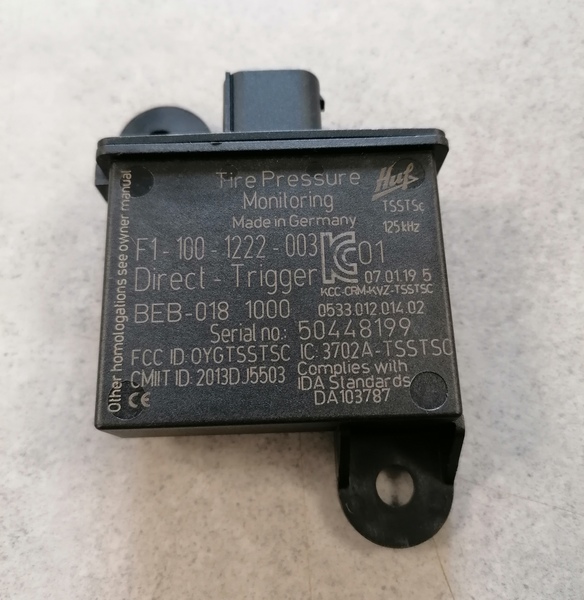 Tire Pressure
Monitoring
Made in Germany
Huf
TSSTSc
125 kHz
F1 - 100 - 1222 - 003
KC 01
Direct - Trigger
07.01.19 5
KCC-CRM-KVZ-TSSTSC
BEB-018 1000
0533.012.014.02
Serial no.: 50448199
FCC ID: OYGTSSTSC IC: 3702A-TSSTSC
CMIIT ID: 2013DJ5503
Complies with
IDA Standards
DA103787
CE
Other homologations see owner manual